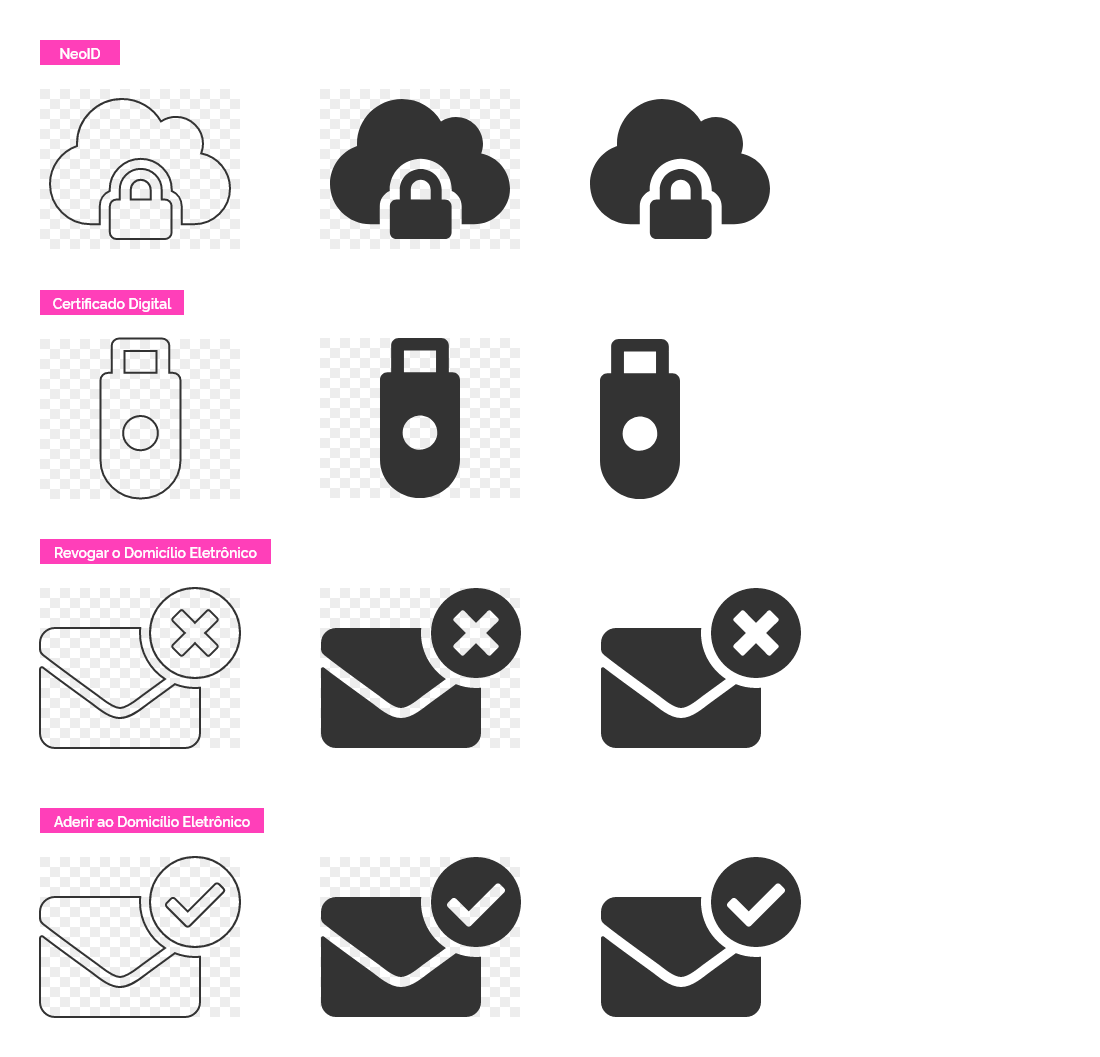 NeoID
Certificado Digital
Revogar o Domicílio Eletrônico
Aderir ao Domicílio Eletrônico